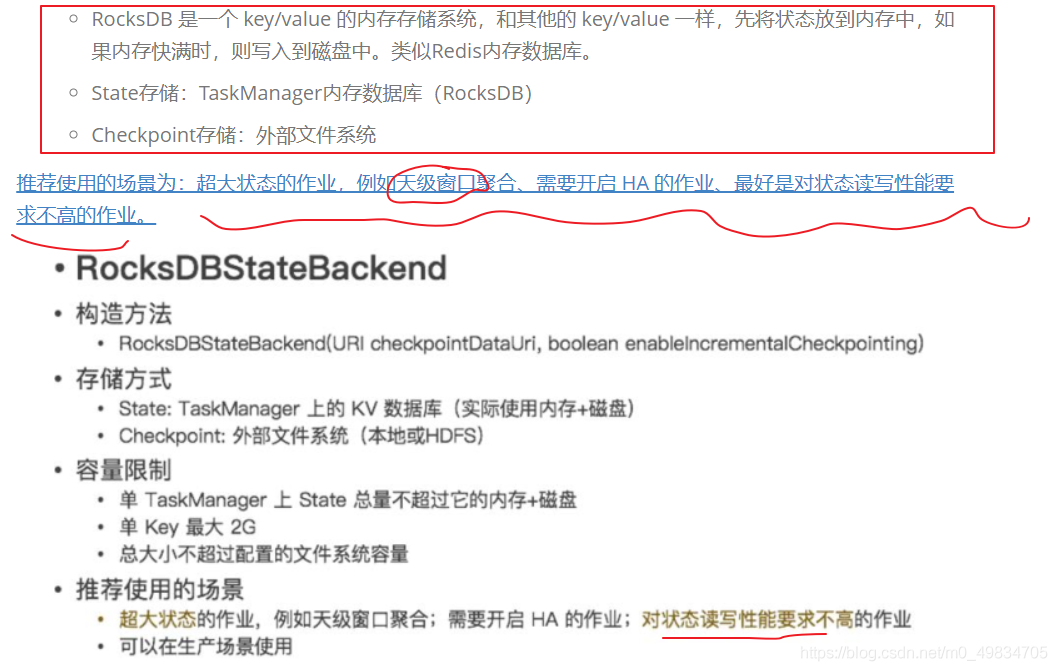 RocksDB 是一个 key/value 的内存存储系统，和其他的 key/value 一样，先将状态放到内存中，如
果内存快满时，则写入到磁盘中。类似Redis内存数据库。
State存储：TaskManager内存数据库（RocksDB）
Checkpoint存储：外部文件系统
推荐使用的场景为：超大状态的作业，例如天级窗口聚合、需要开启 HA 的作业、最好是对状态读写性能要
求不高的作业。
• RocksDBStateBackend
• 构造方法
• RocksDBStateBackend(URI checkpointDataUri, boolean enableIncrementalCheckpointing)
• 存储方式
• State: TaskManager 上的 KV 数据库（实际使用内存+磁盘）
• Checkpoint: 外部文件系统（本地或HDFS）
• 容量限制
• 单 TaskManager 上 State 总量不超过它的内存+磁盘
• 单 Key 最大 2G
• 总大小不超过配置的文件系统容量
• 推荐使用的场景
• 超大状态的作业，例如天级窗口聚合；需要开启 HA 的作业；对状态读写性能要求不高的作业
• 可以在生产场景使用
https://blog.csdn.net/m0_49834705